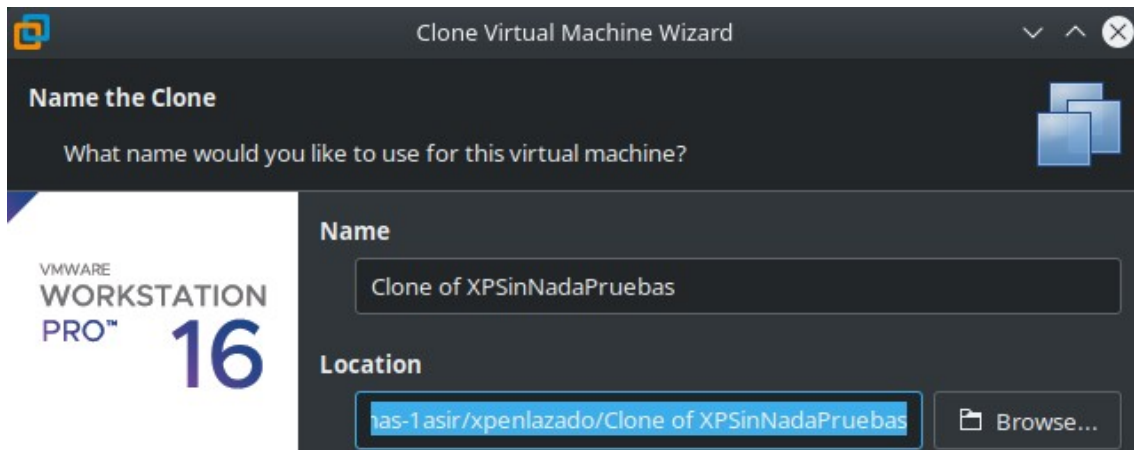 Clone Virtual Machine Wizard
Name the Clone
What name would you like to use for this virtual machine?
VMWARE
WORKSTATION
PRO™ 16
Name
Clone of XPSinNadaPruebas
Location
nas-1asir/xpenlazado/Clone of XPSinNadaPruebas
Browse...